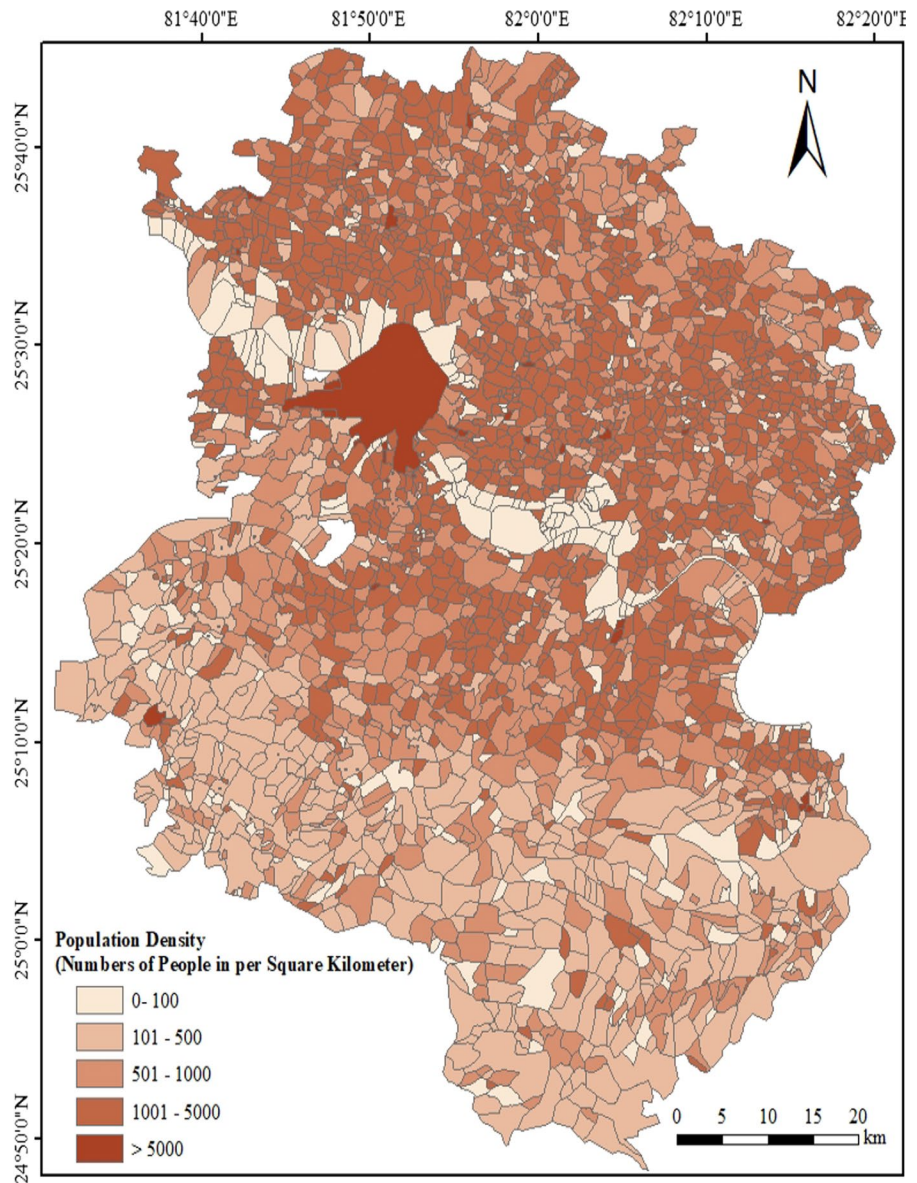 81°40'0"E 81°50'0"E 82°0'0"E 82°10'0"E 82°20'0"E
N
25°40'0"N
25°30'0"N
25°20'0"N
25°10'0"N
25°0'0"N
24°50'0"N
Population Density
(Numbers of People in per Square Kilometer)
0- 100
101 - 500
501 - 1000
1001 - 5000
> 5000
0 5 10 15 20
km